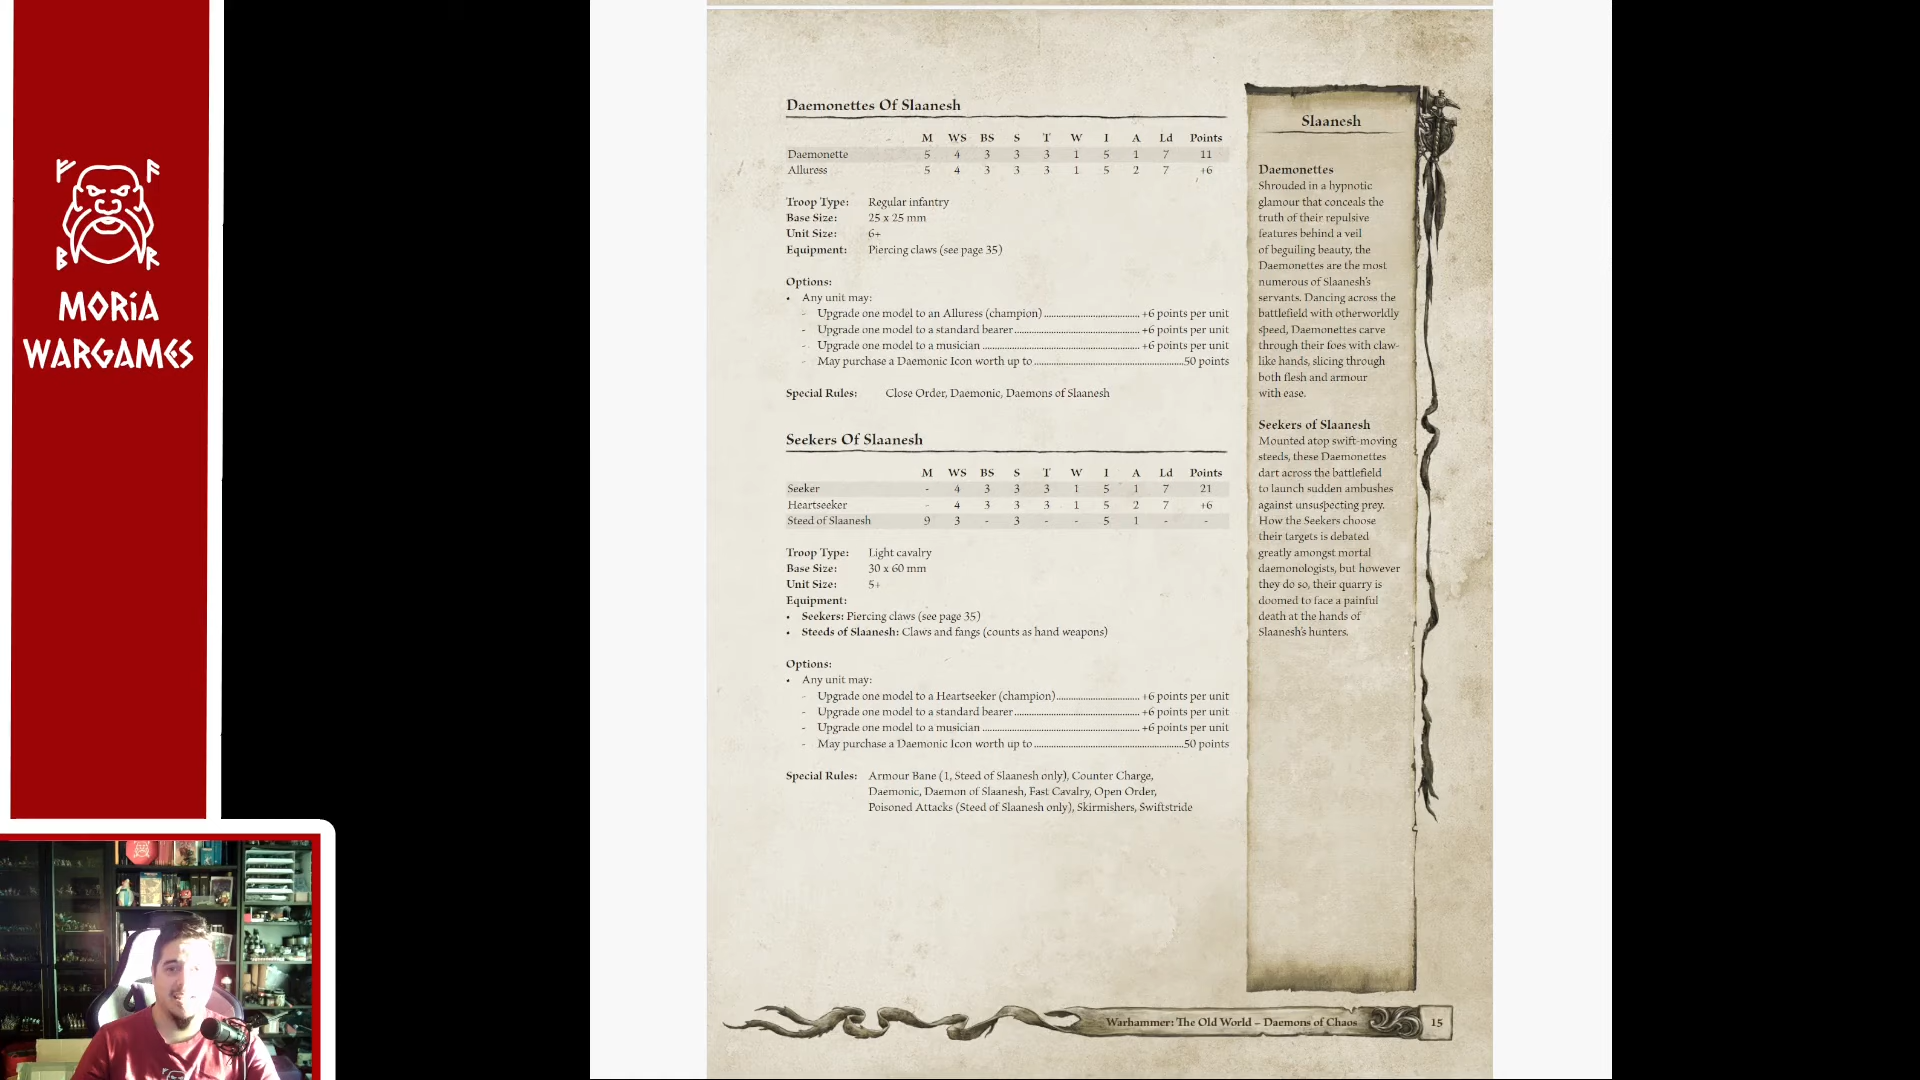 MORIA
WARGAMES
Daemonettes Of Slaanesh
M WS BS S T W I A Ld Points
Daemonette 5 4 3 3 3 1 5 1 7 11
Alluress 5 4 3 3 3 1 5 2 7 +6
Troop Type: Regular infantry
Base Size: 25 x 25 mm
Unit Size: 6+
Equipment: Piercing claws (see page 35)
Options:
• Any unit may:
- Upgrade one model to an Alluress (champion) +6 points per unit
- Upgrade one model to a standard bearer +6 points per unit
- Upgrade one model to a musician +6 points per unit
- May purchase a Daemonic Icon worth up to 50 points
Special Rules: Close Order, Daemonic, Daemons of Slaanesh
Seekers Of Slaanesh
M WS BS S T W I A Ld Points
Seeker - 4 3 3 3 1 5 1 7 21
Heartseeker - 4 3 3 3 1 5 2 7 +6
Steed of Slaanesh 9 3 - 3 - - 5 1 - -
Troop Type: Light cavalry
Base Size: 30 x 60 mm
Unit Size: 5+
Equipment:
• Seekers: Piercing claws (see page 35)
• Steeds of Slaanesh: Claws and fangs (counts as hand weapons)
Options:
• Any unit may:
- Upgrade one model to a Heartseeker (champion) +6 points per unit
- Upgrade one model to a standard bearer +6 points per unit
- Upgrade one model to a musician +6 points per unit
- May purchase a Daemonic Icon worth up to 50 points
Special Rules: Armour Bane (1, Steed of Slaanesh only), Counter Charge,
Daemonic, Daemon of Slaanesh, Fast Cavalry, Open Order,
Poisoned Attacks (Steed of Slaanesh only), Skirmishers, Swiftstride
Slaanesh
Daemonettes
Shrouded in a hypnotic
glamour that conceals the
truth of their repulsive
features behind a veil
of beguiling beauty, the
Daemonettes are the most
numerous of Slaanesh's
servants. Dancing across the
battlefield with otherworldly
speed, Daemonettes carve
through their foes with claw-
like hands, slicing through
both flesh and armour
with ease.
Seekers of Slaanesh
Mounted atop swift-moving
steeds, these Daemonettes
dart across the battlefield
to launch sudden ambushes
against unsuspecting prey.
How the Seekers choose
their targets is debated
greatly amongst mortal
daemonologists, but however
they do so, their quarry is
doomed to face a painful
death at the hands of
Slaanesh's hunters.
Warhammer: The Old World – Daemons of Chaos 15